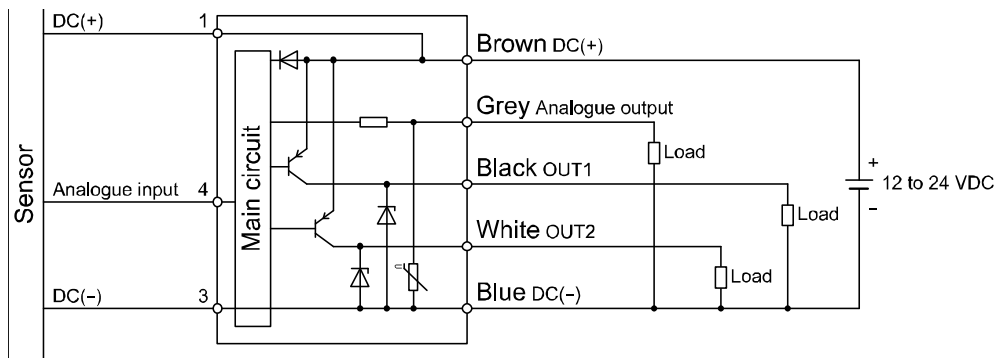 Sensor
DC(+) 1
Analogue input 4
DC(−) 3
Main circuit
Brown DC(+)
Grey Analogue output
Black OUT1
White OUT2
Blue DC(−)
Load
Load
Load
+
12 to 24 VDC
−